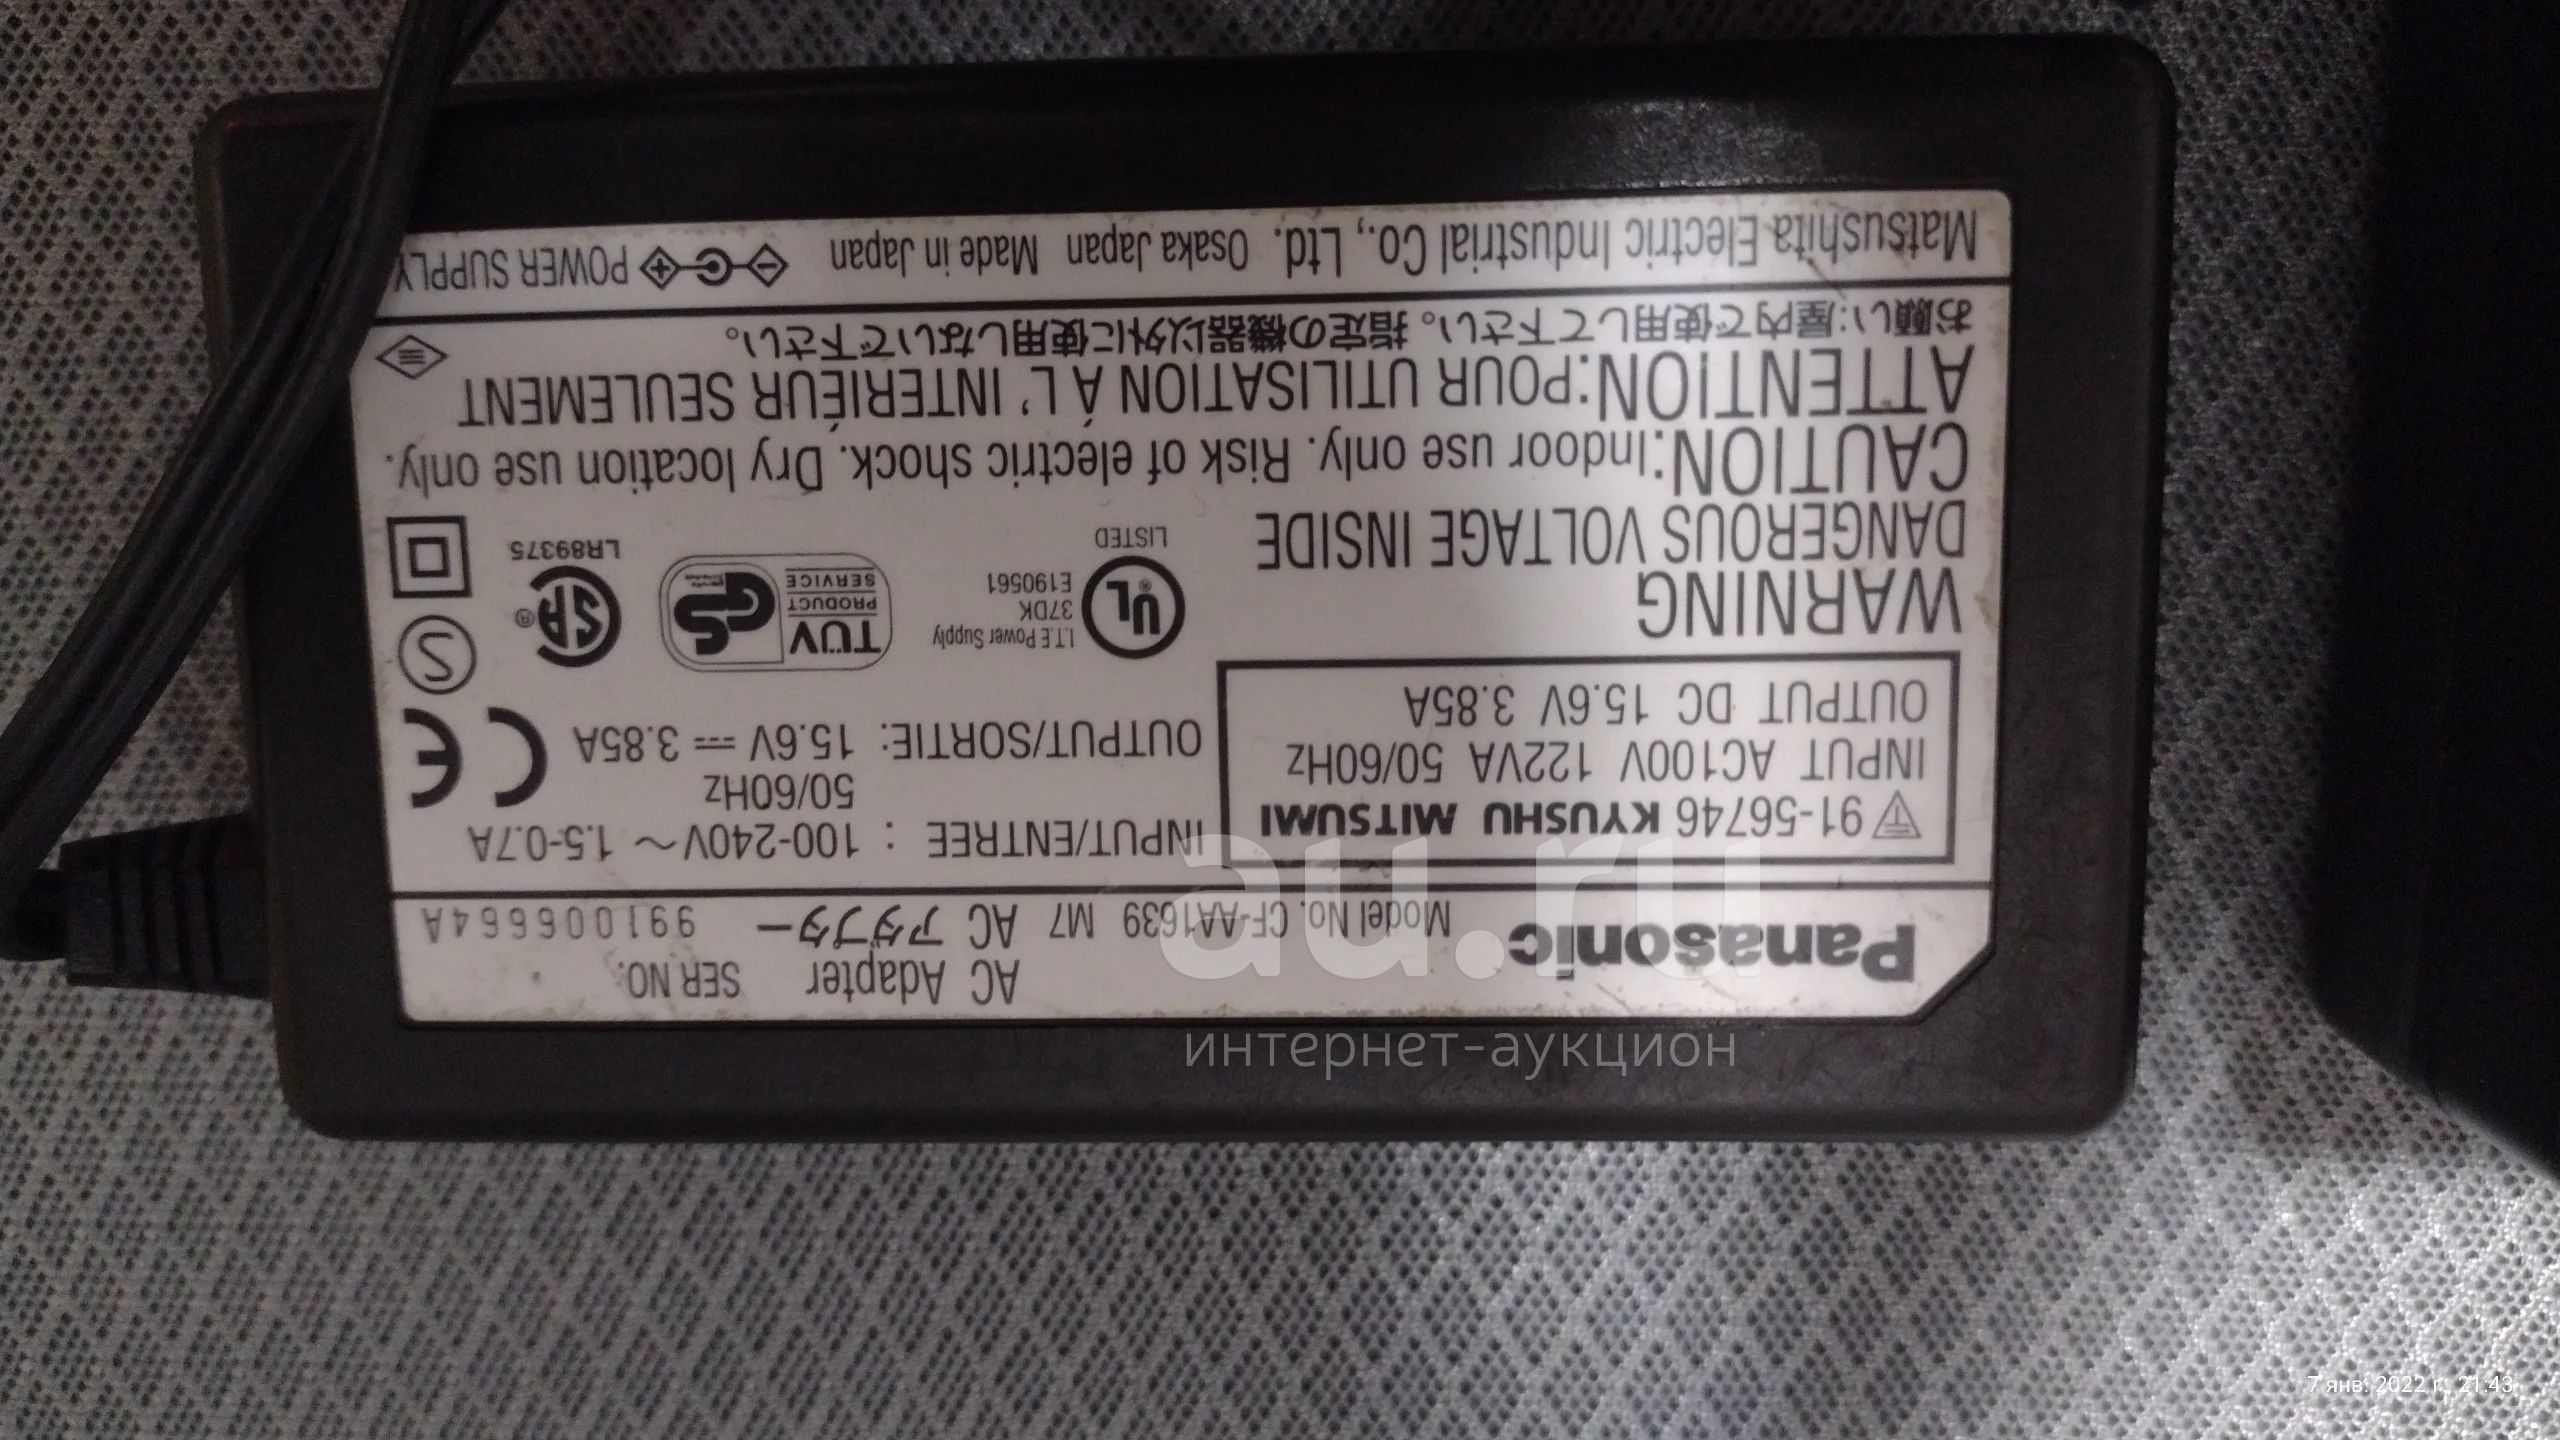 Panasonic
AC Adapter SER NO.
Model No. CF-AA1639 M7 AC アダプター 991006664A
91-56746 KYUSHU MITSUMI
INPUT AC100V 122VA 50/60Hz
OUTPUT DC 15.6V 3.85A
INPUT/ENTREE : 100-240V～ 1.5-0.7A
50/60Hz
OUTPUT/SORTIE: 15.6V ⎓ 3.85A
CE
WARNING
DANGEROUS VOLTAGE INSIDE
UL ®
LISTED
I.T.E Power Supply
37DK
E190561
TÜV
PRODUCT
SERVICE
GS
SA ®
LR89375
S
CAUTION:Indoor use only. Risk of electric shock. Dry location use only.
ATTENTION:POUR UTILISATION Á L' INTERIÉUR SEULEMENT
お願い:屋内で使用して下さい。指定の機器以外に使用しないで下さい。
Matsushita Electric Industrial Co., Ltd. Osaka Japan Made in Japan POWER SUPPLY
au.ru
интернет-аукцион
7 янв. 2022 г., 21:43